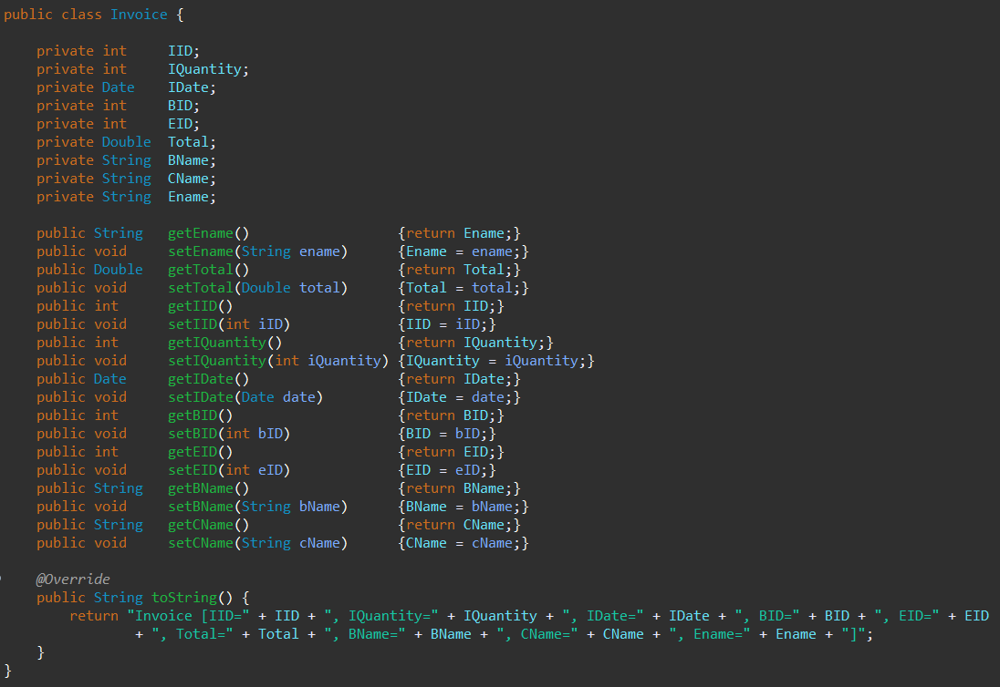 public class Invoice {
private int IID;
private int IQuantity;
private Date IDate;
private int BID;
private int EID;
private Double Total;
private String BName;
private String CName;
private String Ename;
public String getEname() {return Ename;}
public void setEname(String ename) {Ename = ename;}
public Double getTotal() {return Total;}
public void setTotal(Double total) {Total = total;}
public int getIID() {return IID;}
public void setIID(int iID) {IID = iID;}
public int getIQuantity() {return IQuantity;}
public void setIQuantity(int iQuantity) {IQuantity = iQuantity;}
public Date getIDate() {return IDate;}
public void setIDate(Date date) {IDate = date;}
public int getBID() {return BID;}
public void setBID(int bID) {BID = bID;}
public int getEID() {return EID;}
public void setEID(int eID) {EID = eID;}
public String getBName() {return BName;}
public void setBName(String bName) {BName = bName;}
public String getCName() {return CName;}
public void setCName(String cName) {CName = cName;}
@Override
public String toString() {
return "Invoice [IID=" + IID + ", IQuantity=" + IQuantity + ", IDate=" + IDate + ", BID=" + BID + ", EID=" + EID
+ ", Total=" + Total + ", BName=" + BName + ", CName=" + CName + ", Ename=" + Ename + "]";
}
}